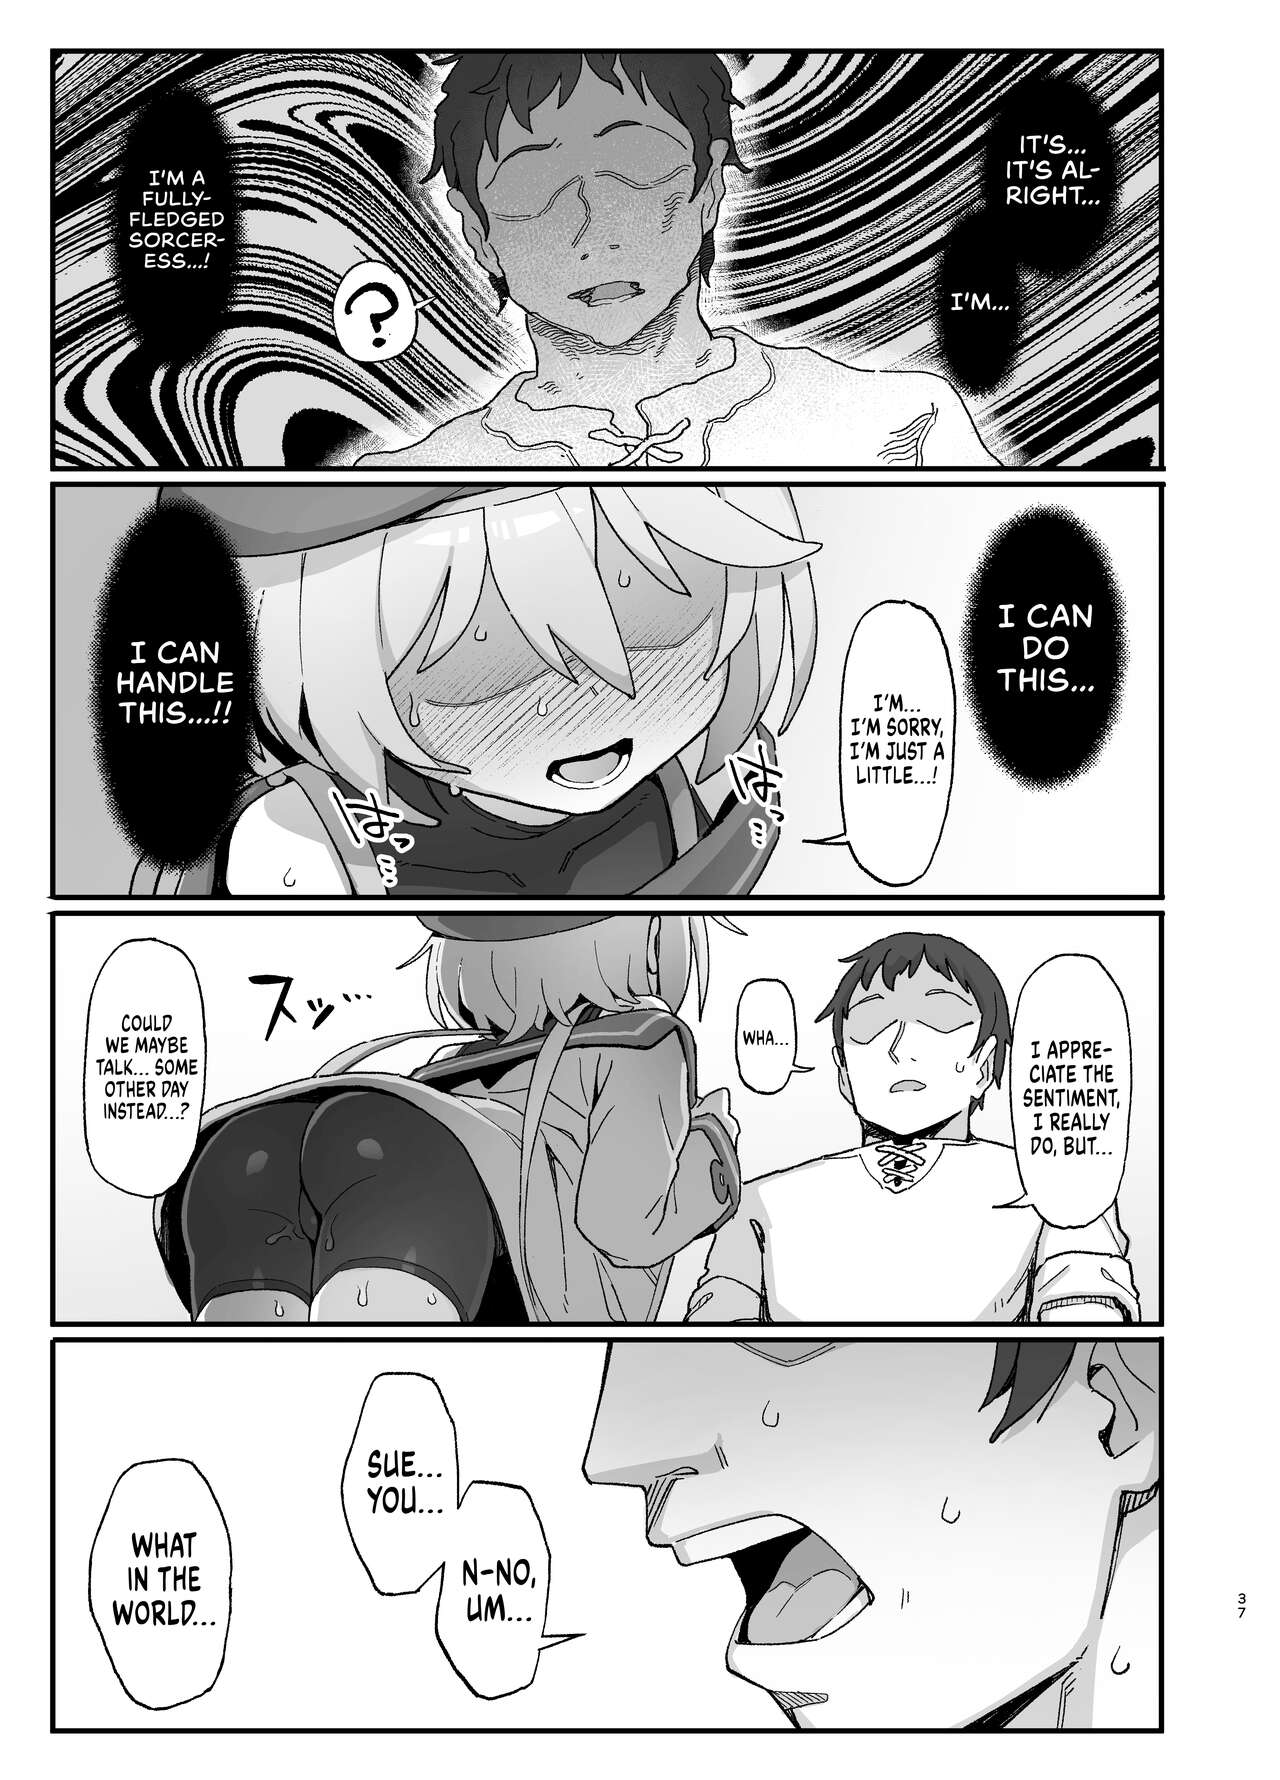 IT'S...
IT'S AL-
RIGHT...
I'M...
I'M A
FULLY-
FLEDGED
SORCER-
ESS...!
?
I CAN
DO
THIS...
I'M...
I'M SORRY,
I'M JUST A
LITTLE...!
I CAN
HANDLE
THIS...!!
I APPRE-
CIATE THE
SENTIMENT,
I REALLY
DO, BUT...
WHA...
スッ...
COULD
WE MAYBE
TALK... SOME
OTHER DAY
INSTEAD...?
SUE...
YOU...
N-NO,
UM...
WHAT
IN THE
WORLD...
37